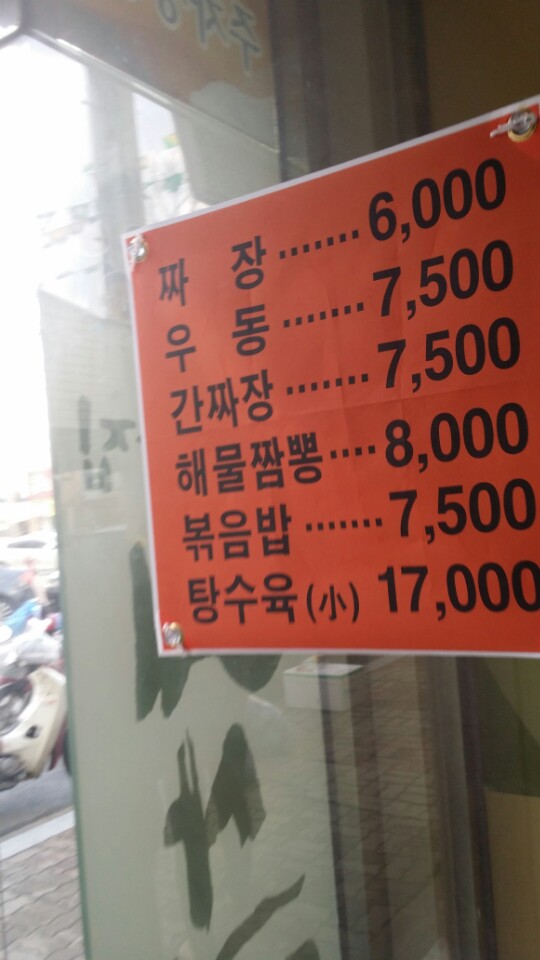 짜 장 ....... 6,000
우 동 ....... 7,500
간짜장 ....... 7,500
해물짬뽕 .... 8,000
볶음밥 ....... 7,500
탕수육 (小) 17,000